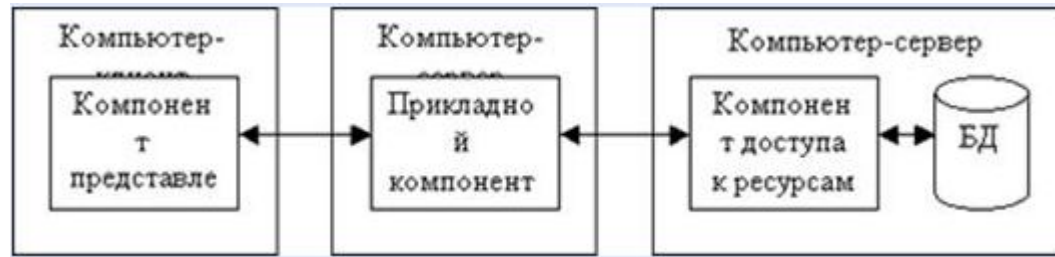 Компьютер-
Компонен
т
представле
Компьютер-
Прикладно
й
компонент
Компьютер-сервер
Компонен
т доступа
к ресурсам
БД